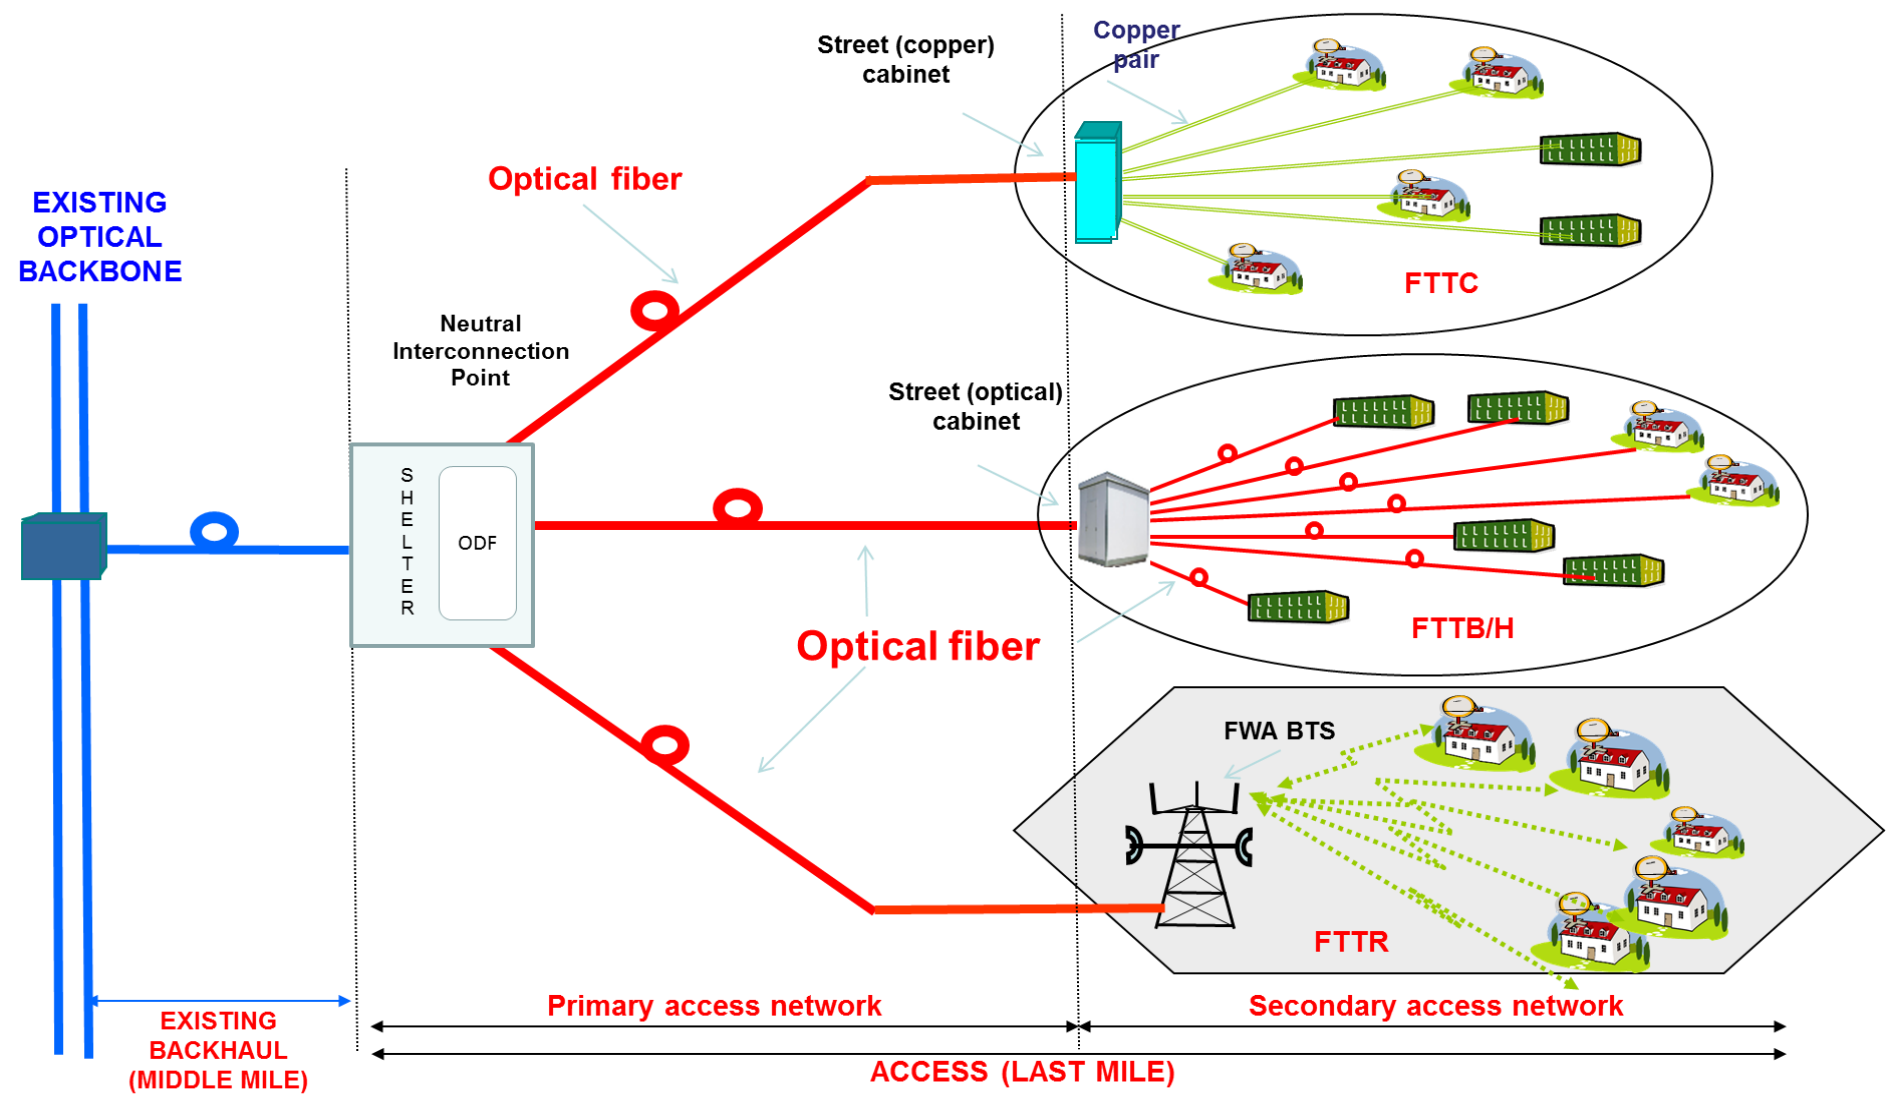 Street (copper)
cabinet
Copper
pair
Optical fiber
EXISTING
OPTICAL
BACKBONE
FTTC
Neutral
Interconnection
Point
Street (optical)
cabinet
S
H
E
L
T
E
R
ODF
Optical fiber
FTTB/H
FWA BTS
FTTR
Primary access network
Secondary access network
EXISTING
BACKHAUL
(MIDDLE MILE)
ACCESS (LAST MILE)